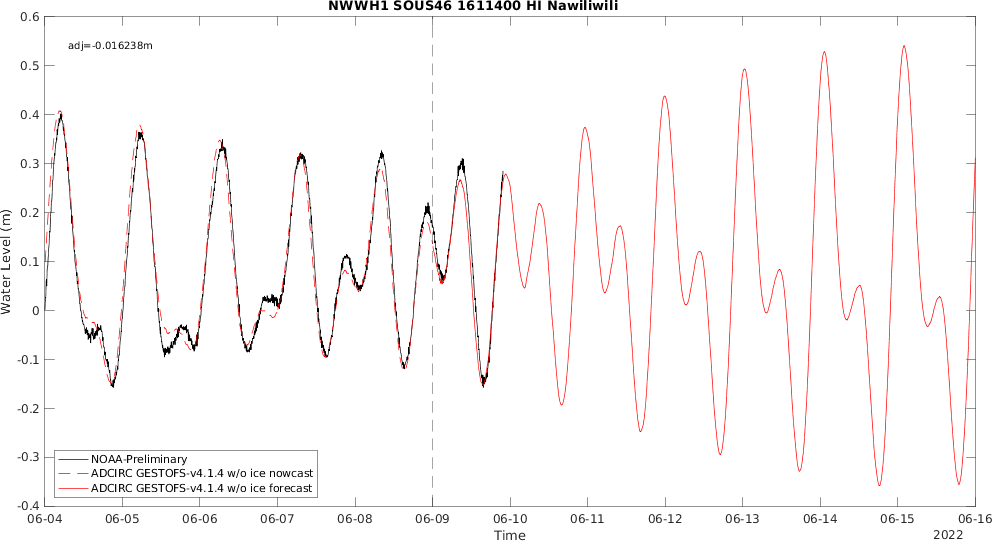 NWWH1 SOUS46 1611400 HI Nawiliwili
adj=-0.016238m
0.6
0.5
0.4
0.3
0.2
0.1
0
-0.1
-0.2
-0.3
-0.4
Water Level (m)
NOAA-Preliminary
ADCIRC GESTOFS-v4.1.4 w/o ice nowcast
ADCIRC GESTOFS-v4.1.4 w/o ice forecast
06-04 06-05 06-06 06-07 06-08 06-09 06-10 06-11 06-12 06-13 06-14 06-15 06-16
Time
2022